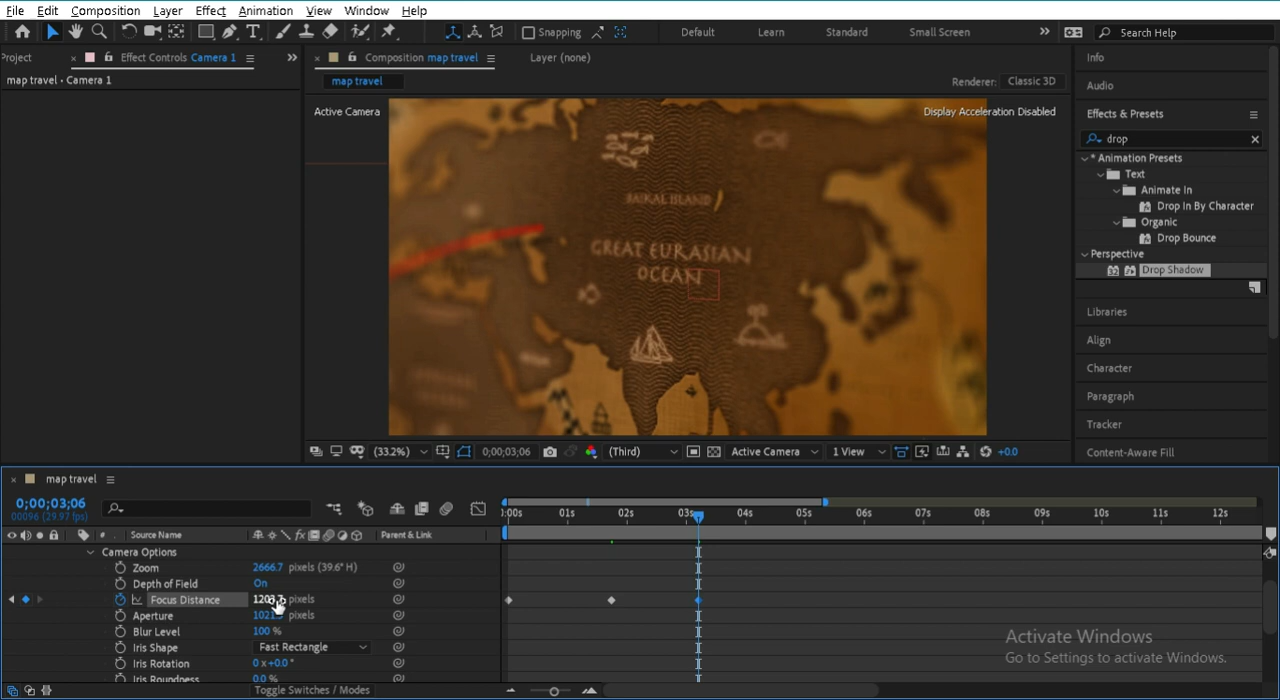 File Edit Composition Layer Effect Animation View Window Help
Snapping Default Learn Standard Small Screen Search Help
Project Effect Controls Camera 1 Composition map travel Layer (none) Info
map travel • Camera 1
map travel Renderer: Classic 3D
Audio
Active Camera Display Acceleration Disabled
Effects & Presets
drop
* Animation Presets
Text
Animate In
Drop In By Character
Organic
Drop Bounce
Perspective
Drop Shadow
Libraries
Align
Character
Paragraph
Tracker
Content-Aware Fill
BAIKAL ISLAND
GREAT EURASIAN
OCEAN
(33.2%) 0;00;03;06 (Third) Active Camera 1 View +0.0
map travel
0;00;03;06
00096 (29.97 fps)
:00s 01s 02s 03s 04s 05s 06s 07s 08s 09s 10s 11s 12s
# Source Name fx Parent & Link
Camera Options
Zoom 2666.7 pixels (39.6° H)
Depth of Field On
Focus Distance pixels
Aperture pixels
Blur Level 100 %
Iris Shape Fast Rectangle
Iris Rotation 0 x+0.0 °
Iris Roundness 0.0 %
Toggle Switches / Modes
Activate Windows
Go to Settings to activate Windows.